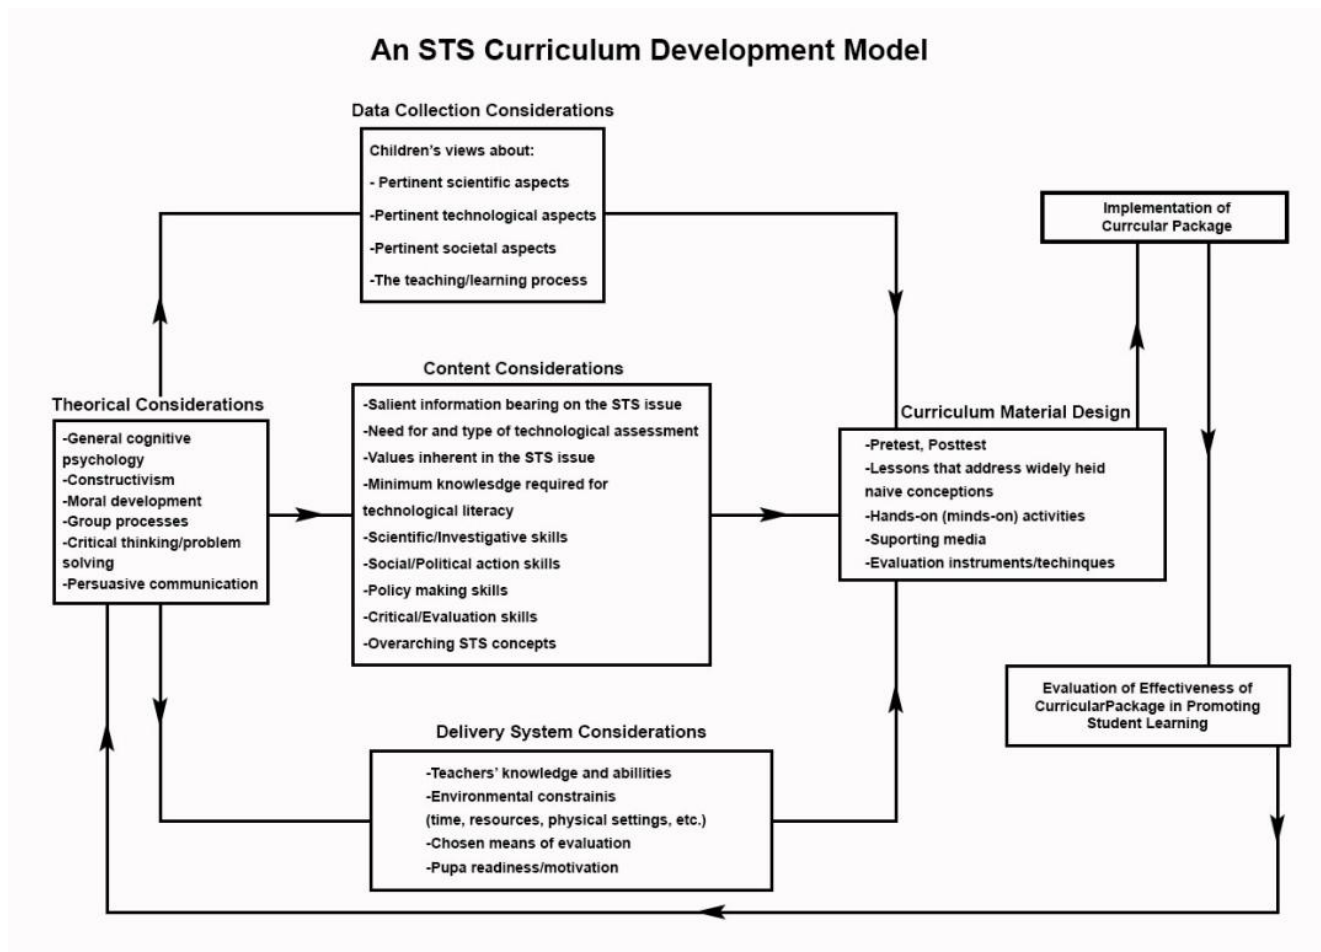 An STS Curriculum Development Model
Data Collection Considerations
Children's views about:
- Pertinent scientific aspects
-Pertinent technological aspects
-Pertinent societal aspects
-The teaching/learning process
Implementation of
Currcular Package
Content Considerations
-Salient information bearing on the STS issue
-Need for and type of technological assessment
-Values inherent in the STS issue
-Minimum knowlesdge required for
technological literacy
-Scientific/Investigative skills
-Social/Political action skills
-Policy making skills
-Critical/Evaluation skills
-Overarching STS concepts
Theorical Considerations
-General cognitive
psychology
-Constructivism
-Moral development
-Group processes
-Critical thinking/problem
solving
-Persuasive communication
Curriculum Material Design
-Pretest, Posttest
-Lessons that address widely heid
naive conceptions
-Hands-on (minds-on) activities
-Suporting media
-Evaluation instruments/techinques
Evaluation of Effectiveness of
CurricularPackage in Promoting
Student Learning
Delivery System Considerations
-Teachers' knowledge and abillities
-Environmental constrainis
(time, resources, physical settings, etc.)
-Chosen means of evaluation
-Pupa readiness/motivation